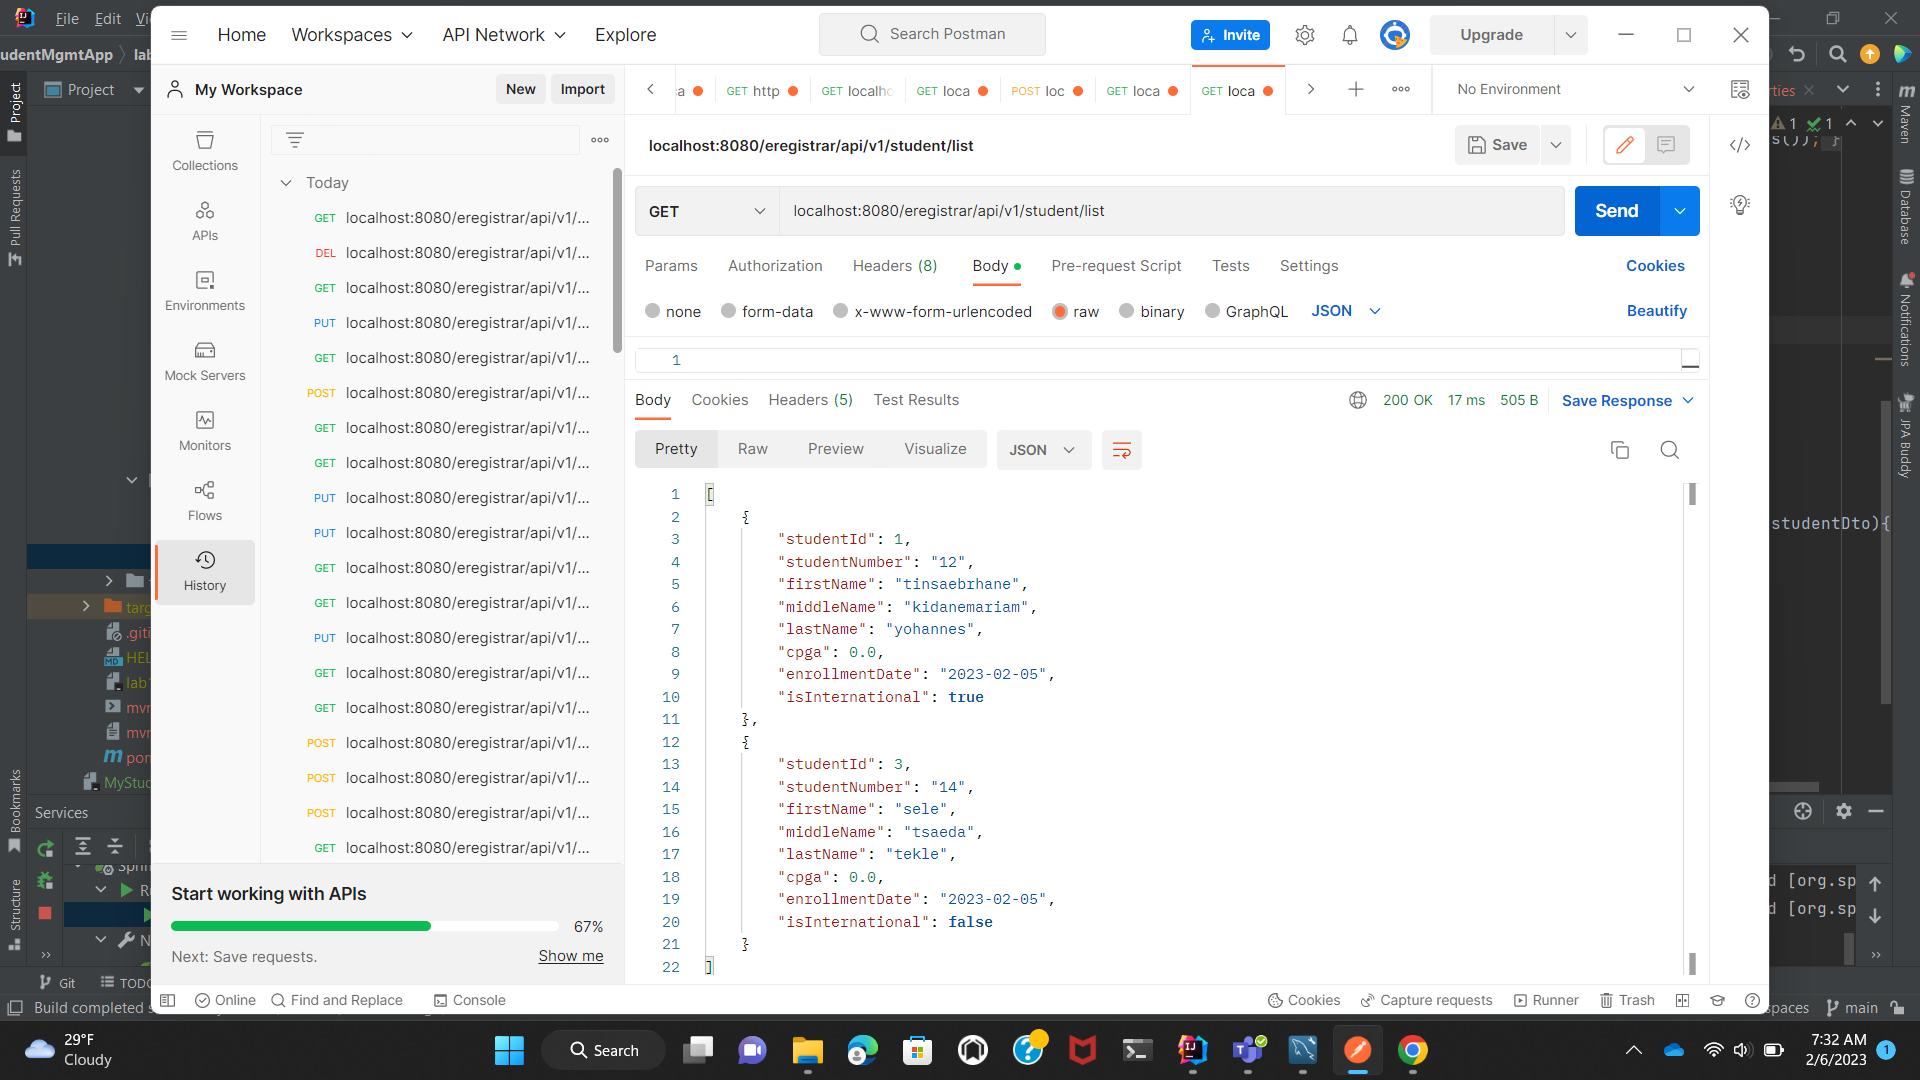 File Edit
Home Workspaces API Network Explore
Search Postman
Invite
Upgrade
udentMgmtApp
My Workspace New Import
GET http GET localho GET loca POST loc GET loca GET loca
No Environment
Project
Project
Pull Requests
Bookmarks
Structure
Collections
APIs
Environments
Mock Servers
Monitors
Flows
History
Today
GET localhost:8080/eregistrar/api/v1/...
DEL localhost:8080/eregistrar/api/v1/...
GET localhost:8080/eregistrar/api/v1/...
PUT localhost:8080/eregistrar/api/v1/...
GET localhost:8080/eregistrar/api/v1/...
POST localhost:8080/eregistrar/api/v1/...
GET localhost:8080/eregistrar/api/v1/...
GET localhost:8080/eregistrar/api/v1/...
PUT localhost:8080/eregistrar/api/v1/...
PUT localhost:8080/eregistrar/api/v1/...
GET localhost:8080/eregistrar/api/v1/...
GET localhost:8080/eregistrar/api/v1/...
PUT localhost:8080/eregistrar/api/v1/...
GET localhost:8080/eregistrar/api/v1/...
GET localhost:8080/eregistrar/api/v1/...
POST localhost:8080/eregistrar/api/v1/...
POST localhost:8080/eregistrar/api/v1/...
POST localhost:8080/eregistrar/api/v1/...
GET localhost:8080/eregistrar/api/v1/...
Start working with APIs
67%
Next: Save requests. Show me
localhost:8080/eregistrar/api/v1/student/list
Save
GET localhost:8080/eregistrar/api/v1/student/list Send
Params Authorization Headers (8) Body Pre-request Script Tests Settings Cookies
none form-data x-www-form-urlencoded raw binary GraphQL JSON Beautify
1
Body Cookies Headers (5) Test Results 200 OK 17 ms 505 B Save Response
Pretty Raw Preview Visualize JSON
1 [
2 {
3 "studentId": 1,
4 "studentNumber": "12",
5 "firstName": "tinsaebrhane",
6 "middleName": "kidanemariam",
7 "lastName": "yohannes",
8 "cpga": 0.0,
9 "enrollmentDate": "2023-02-05",
10 "isInternational": true
11 },
12 {
13 "studentId": 3,
14 "studentNumber": "14",
15 "firstName": "sele",
16 "middleName": "tsaeda",
17 "lastName": "tekle",
18 "cpga": 0.0,
19 "enrollmentDate": "2023-02-05",
20 "isInternational": false
21 }
22 ]
Online Find and Replace Console Cookies Capture requests Runner Trash
1 1
s()); }
studentDto){
d [org.sp
d [org.sp
Maven
Database
Notifications
JPA Buddy
Services
Git
Build completed
main
29°F
Cloudy
Search
7:32 AM
2/6/2023
1